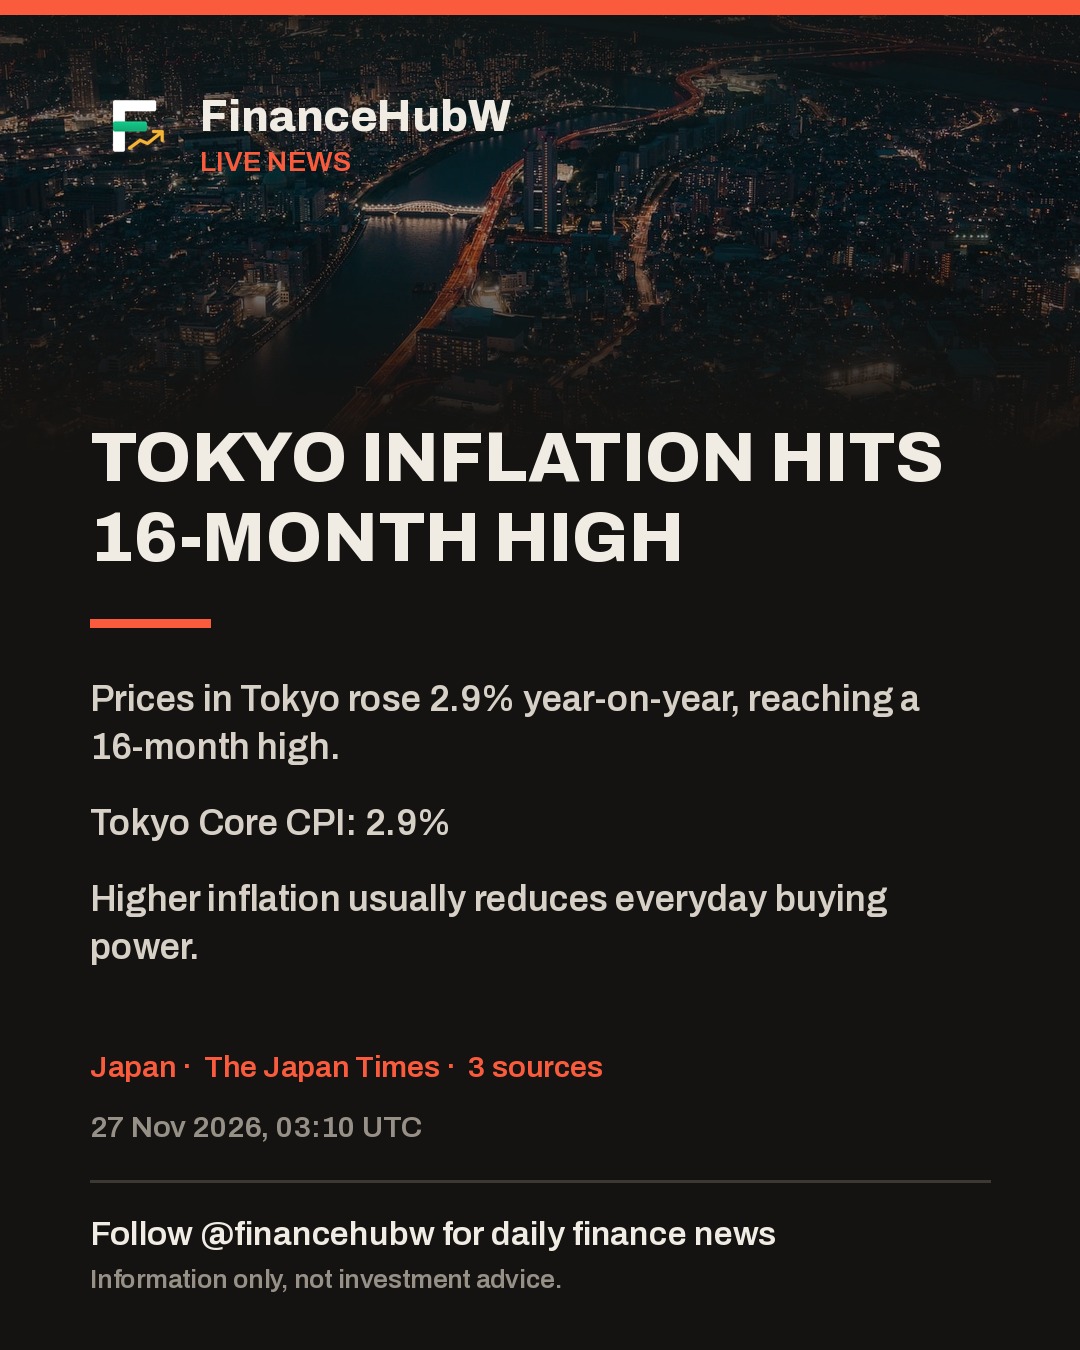 FinanceHubW
LIVE NEWS
TOKYO INFLATION HITS
16-MONTH HIGH
Prices in Tokyo rose 2.9% year-on-year, reaching a
16-month high.
Tokyo Core CPI: 2.9%
Higher inflation usually reduces everyday buying
power.
Japan · The Japan Times · 3 sources
27 Nov 2026, 03:10 UTC
Follow @financehubw for daily finance news
Information only, not investment advice.